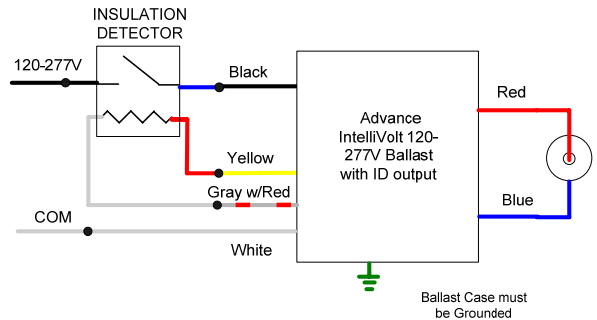 INSULATION
DETECTOR
120-277V
Black
Red
Advance
IntelliVolt 120-
277V Ballast
with ID output
Yellow
Gray w/Red
Blue
COM
White
Ballast Case must
be Grounded